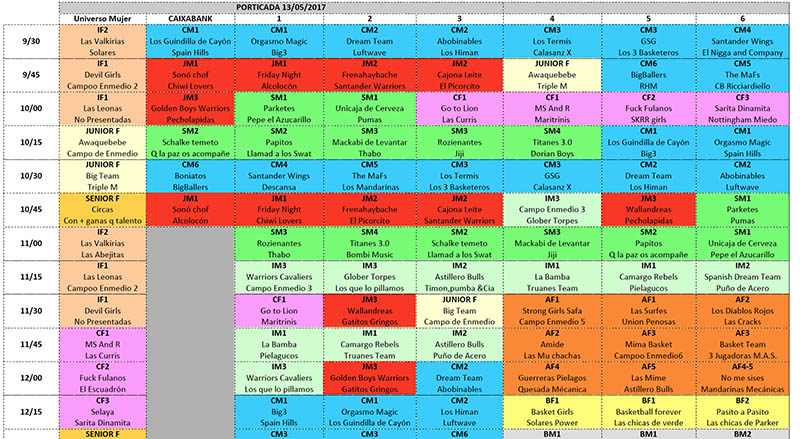 PORTICADA 13/05/2017
Universo Mujer CAIXABANK 1 2 3 4 5 6
9/30 IF2 CM1 CM1 CM2 CM2 CM3 CM3 CM4
Las Valkirias Los Guindilla de Cayón Orgasmo Magic Dream Team Abobinables Los Termis GSG Santander Wings
Solares Spain Hills Big3 Luftwave Los Himan Calasanz X Los 3 Basketeros El Nigga and Company
9/45 IF1 JM1 JM1 JM2 JM2 JUNIOR F CM6 CM5
Devil Girls Sonó chof Friday Night Frenahaybache Cajona Leite Awaquebebe BigBallers The MaFs
Campoo Enmedio 2 Chiwi Lovers Alcolocón Santander Warriors El Picorcito Triple M RHM CB Ricciardiello
10/00 IF1 JM3 SM1 SM1 CF1 CF1 CF2 CF3
Las Leonas Golden Boys Warriors Parketes Unicaja de Cerveza Go to Lion MS And R Fuck Fulanos Sarita Dinamita
No Presentadas Pecholapidas Pepe el Azucarillo Pumas Las Curris Maritrinis SKRR girls Nottingham Miedo
10/15 JUNIOR F SM2 SM2 SM3 SM3 SM4 CM1 CM1
Awaquebebe Schalke temeto Papitos Mackabi de Levantar Rozienantes Titanes 3.0 Los Guindilla de Cayón Orgasmo Magic
Campo de Enmedio Q la paz os acompañe Llamad a los Swat Thabo Jiji Dorian Boys Big3 Spain Hills
10/30 JUNIOR F CM6 CM4 CM5 CM3 CM3 CM2 CM2
Big Team Boniatos Santander Wings The MaFs Los Termis GSG Dream Team Abobinables
Triple M BigBallers Descansa Los Mandarinas Los 3 Basketeros Calasanz X Los Himan Luftwave
10/45 SENIOR F JM1 JM1 JM2 JM2 IM3 JM3 SM1
Circas Sonó chof Friday Night Frenahaybache Cajona Leite Campo Enmedio 3 Wallandreas Parketes
Con + ganas q talento Alcolocón Chiwi Lovers El Picorcito Santander Warriors Glober Torpes Pecholapidas Pumas
11/00 IF2 SM3 SM4 SM2 SM3 SM2 SM1
Las Valkirias Rozienantes Titanes 3.0 Schalke temeto Mackabi de Levantar Papitos Unicaja de Cerveza
Las Abejitas Thabo Bombi Music Llamad a los Swat Jiji Q la paz os acompañe Pepe el Azucarillo
11/15 IF1 IM3 IM3 IM2 IM1 IM1 IM2
Las Leonas Warriors Cavaliers Glober Torpes Astillero Bulls La Bamba Camargo Rebels Spanish Dream Team
Campoo Enmedio 2 Campo Enmedio 3 Los que lo pillamos Timon,pumba &Cia Truanes Team Pielagucos Puño de Acero
11/30 IF1 CF1 JM3 JUNIOR F AF1 AF1 AF2
Devil Girls Go to Lion Wallandreas Big Team Strong Girls Safa Las Surfes Los Diablos Rojos
No Presentadas Maritrinis Gatitos Gringos Campo de Enmedio Campo Enmedio 5 Union Penosas Las Cracks
11/45 CF1 IM1 IM1 IM2 AF2 AF3 AF3
MS And R La Bamba Camargo Rebels Astillero Bulls Amide Mima Basket Basket Team
Las Curris Pielagucos Truanes Team Puño de Acero Las Mu chachas Campoo Enmedio6 3 Jugadoras M.A.S.
12/00 CF2 IM3 JM3 CM2 AF4 AF5 AF4-5
Fuck Fulanos Warriors Cavaliers Golden Boys Warriors Dream Team Guerreras Pielagos Las Mime No me sises
El Escuadrón Los que lo pillamos Gatitos Gringos Abobinables Quesada Mécanica Astillero Bulls Mandarinas Mecánicas
12/15 CF3 CM1 CM1 CM2 BF1 BF1 BF2
Selaya Big3 Orgasmo Magic Los Himan Basket Girls Basketball forever Pasito a Pasito
Sarita Dinamita Spain Hills Los Guindilla de Cayón Luftwave Solares Power Las chicas de verde Las chicas de Parker
SENIOR F CM3 CM3 CM6 BM1 BM1 BM2